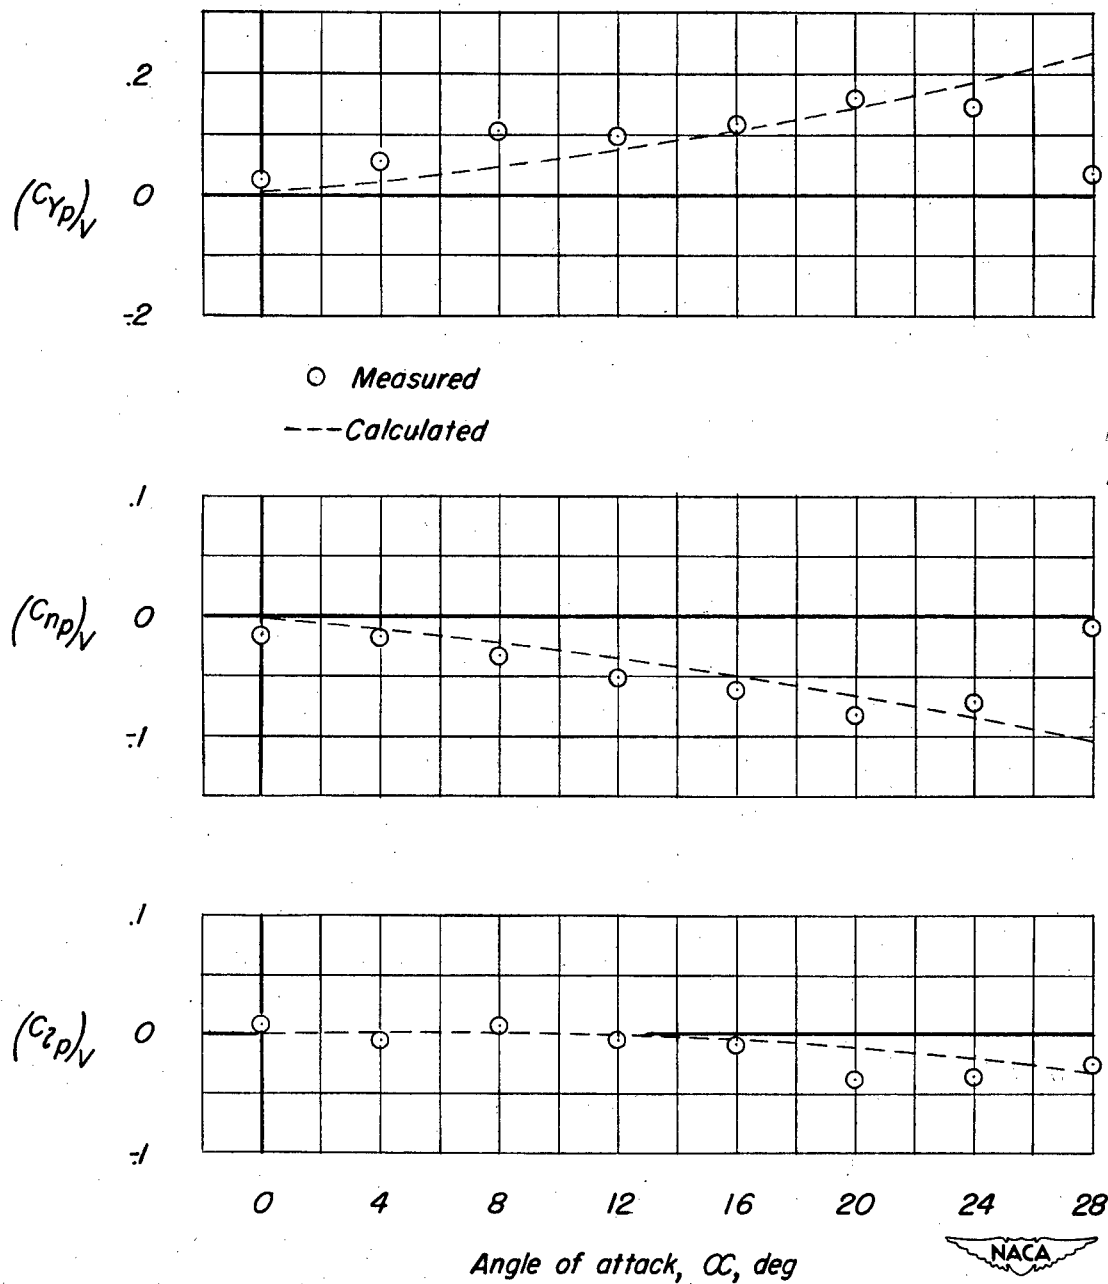 .2
(CYp)V 0
-.2
Measured
Calculated
.1
(Cnp)V 0
-.1
.1
(Clp)V 0
-.1
0 4 8 12 16 20 24 28
Angle of attack, α, deg
NACA